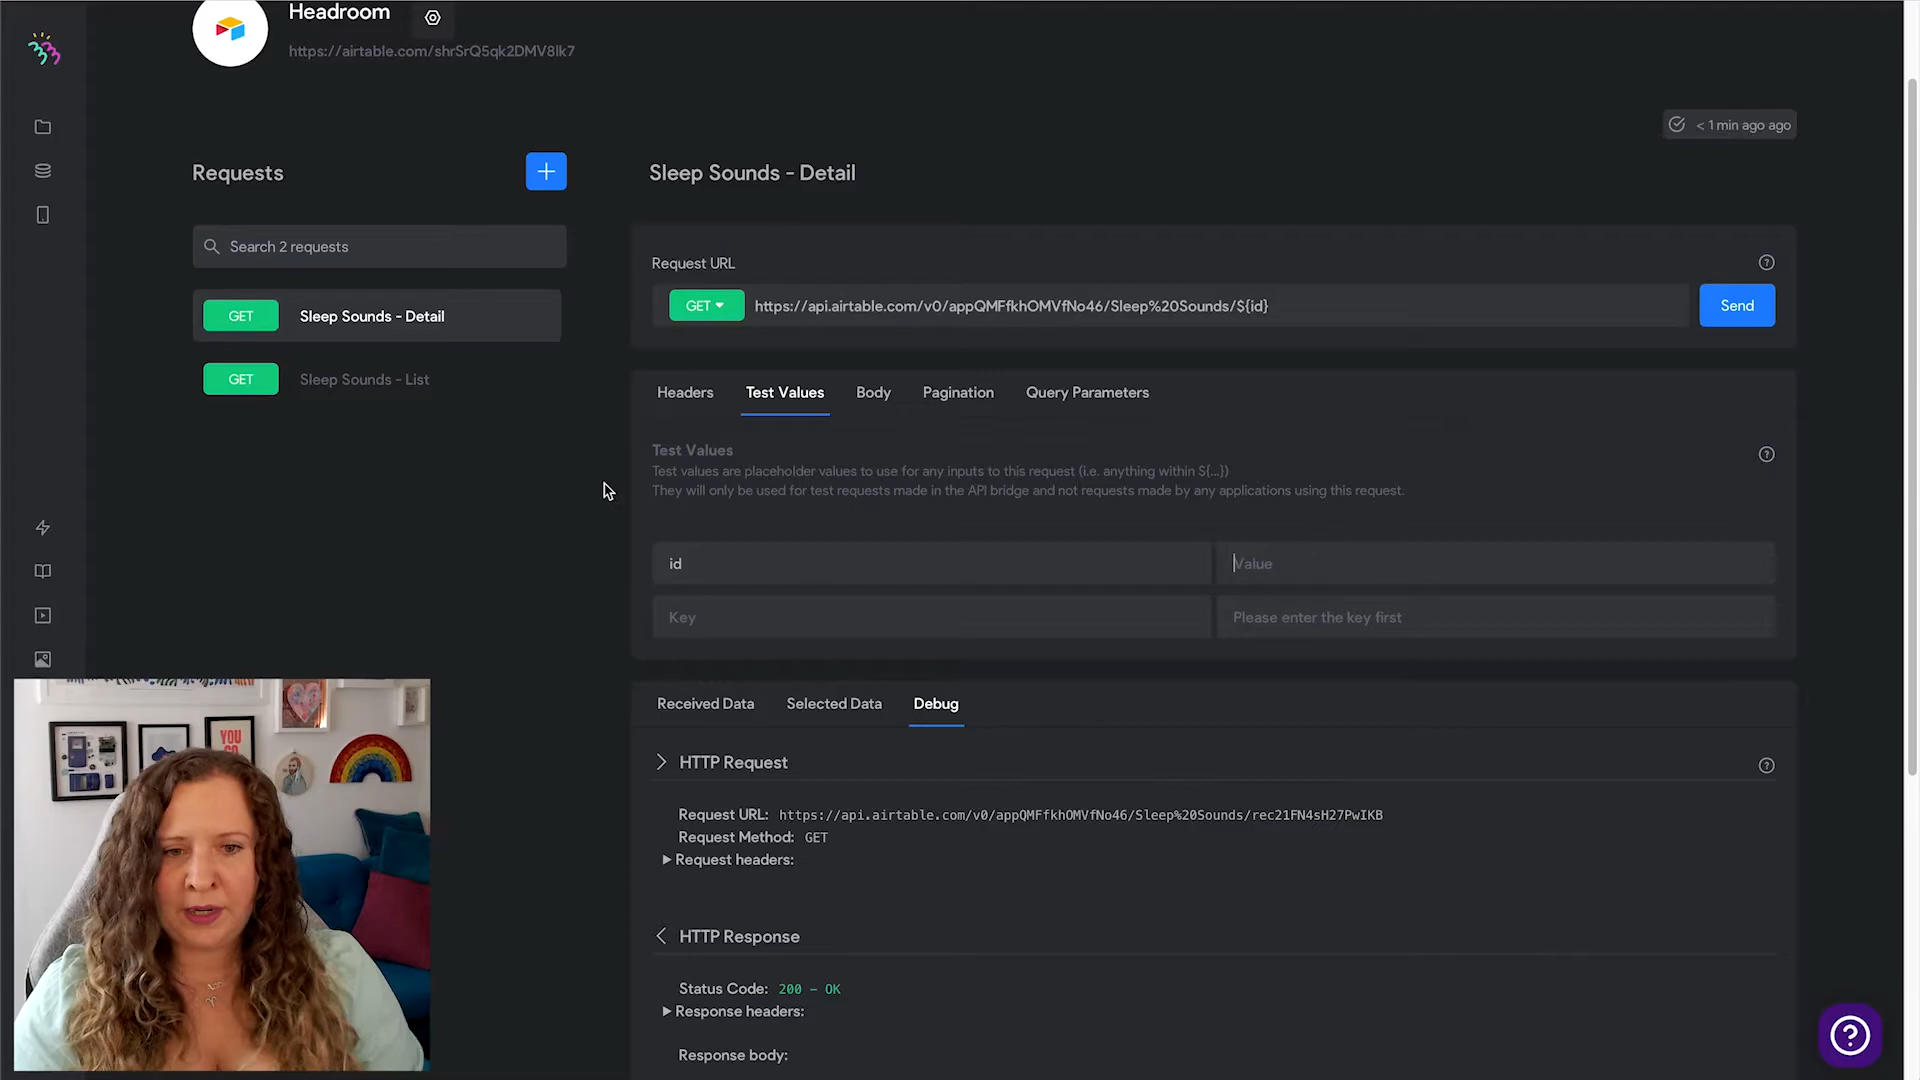 Headroom
https://airtable.com/shrSrQ5qk2DMV8lk7
< 1 min ago ago
Requests
Sleep Sounds - Detail
Search 2 requests
Request URL
GET
https://api.airtable.com/v0/appQMFfkhOMVfNo46/Sleep%20Sounds/${id}
Send
GET
Sleep Sounds - Detail
GET
Sleep Sounds - List
Headers
Test Values
Body
Pagination
Query Parameters
Test Values
Test values are placeholder values to use for any inputs to this request (i.e. anything within ${...})
They will only be used for test requests made in the API bridge and not requests made by any applications using this request.
id
Value
Key
Please enter the key first
Received Data
Selected Data
Debug
HTTP Request
Request URL: https://api.airtable.com/v0/appQMFfkhOMVfNo46/Sleep%20Sounds/rec21FN4sH27PwIKB
Request Method: GET
Request headers:
HTTP Response
Status Code: 200 - OK
Response headers:
Response body:
YOU